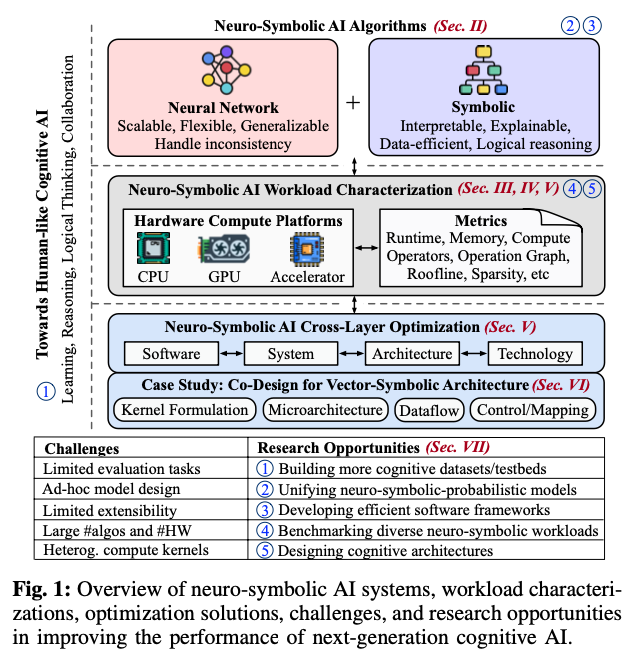 Neuro-Symbolic AI Algorithms (Sec. II) ② ③
Towards Human-like Cognitive AI
Learning, Reasoning, Logical Thinking, Collaboration
①
Neural Network
Scalable, Flexible, Generalizable
Handle inconsistency
+
Symbolic
Interpretable, Explainable,
Data-efficient, Logical reasoning
Neuro-Symbolic AI Workload Characterization (Sec. III, IV, V) ④ ⑤
Hardware Compute Platforms
CPU GPU Accelerator
Metrics
Runtime, Memory, Compute
Operators, Operation Graph,
Roofline, Sparsity, etc
Neuro-Symbolic AI Cross-Layer Optimization (Sec. V)
Software System Architecture Technology
Case Study: Co-Design for Vector-Symbolic Architecture (Sec. VI)
Kernel Formulation Microarchitecture Dataflow Control/Mapping
Challenges Research Opportunities (Sec. VII)
Limited evaluation tasks ① Building more cognitive datasets/testbeds
Ad-hoc model design ② Unifying neuro-symbolic-probabilistic models
Limited extensibility ③ Developing efficient software frameworks
Large #algos and #HW ④ Benchmarking diverse neuro-symbolic workloads
Heterog. compute kernels ⑤ Designing cognitive architectures
Fig. 1: Overview of neuro-symbolic AI systems, workload characteri-
zations, optimization solutions, challenges, and research opportunities
in improving the performance of next-generation cognitive AI.